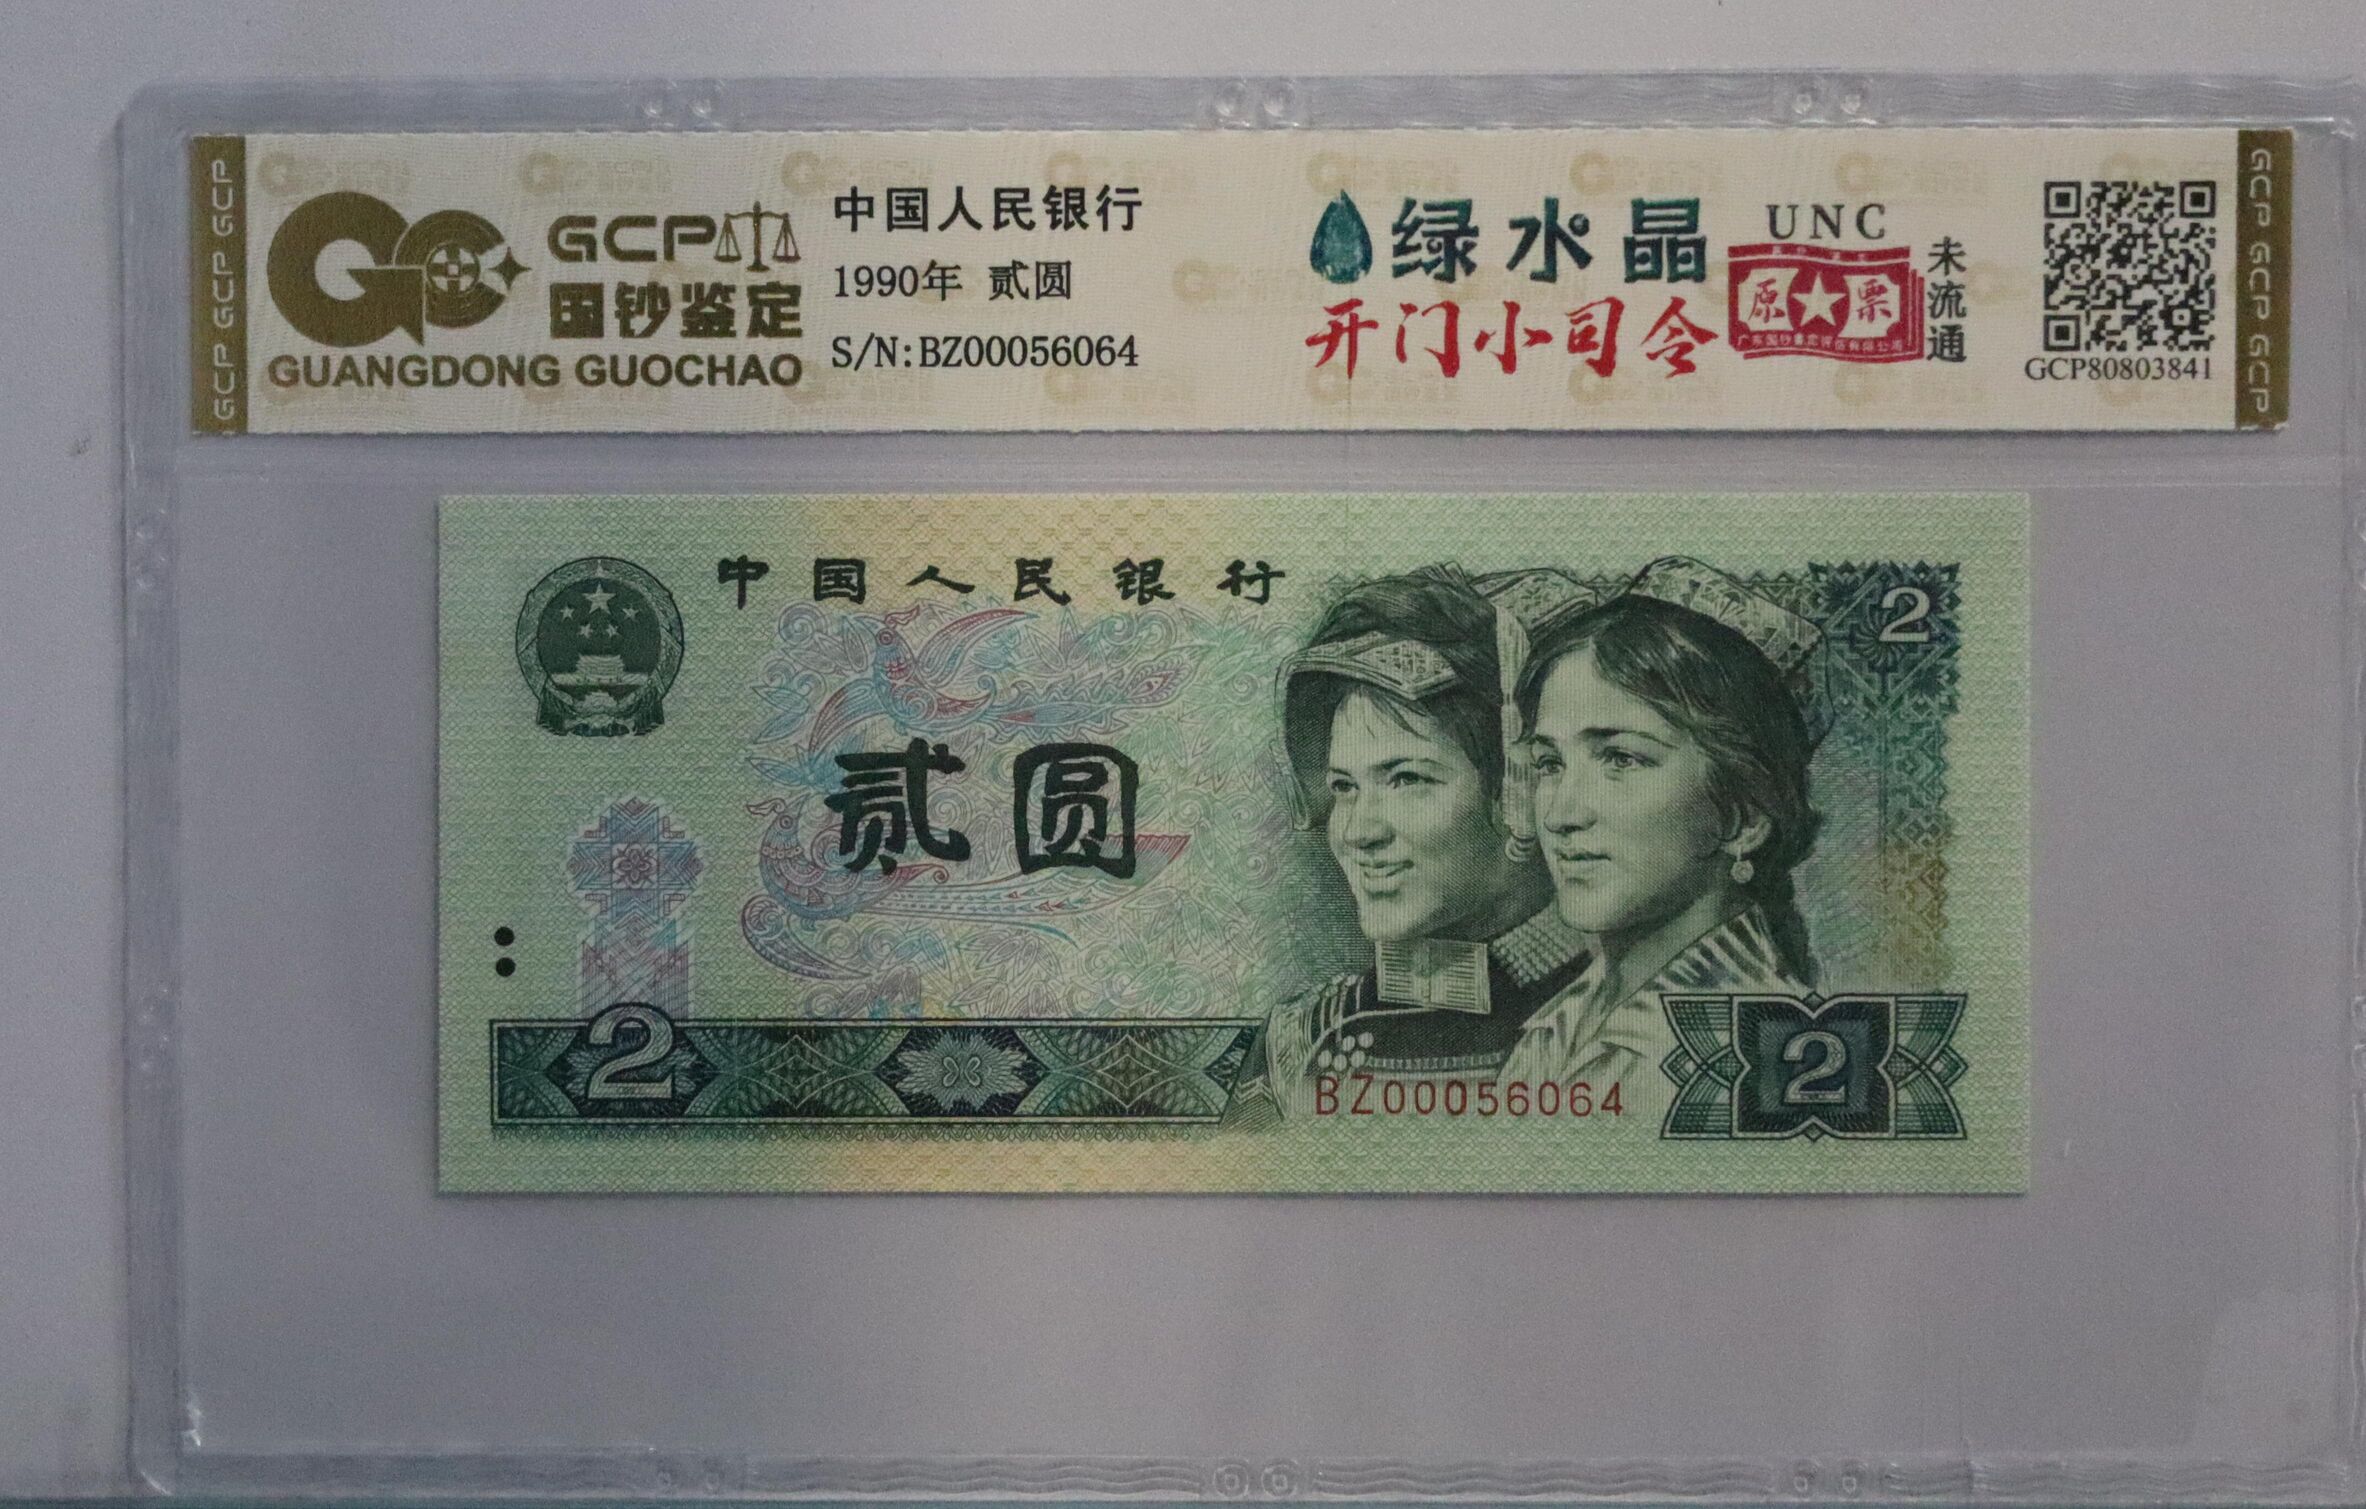 GCP GCP GCP
GCP
国钞鉴定
GUANGDONG GUOCHAO
中国人民银行
1990年 贰圆
S/N:BZ00056064
绿水晶
开门小司令
UNC
原票
未流通
GCP80803841
GCP GCP GCP
中国人民银行
2
贰圆
2
BZ00056064
2